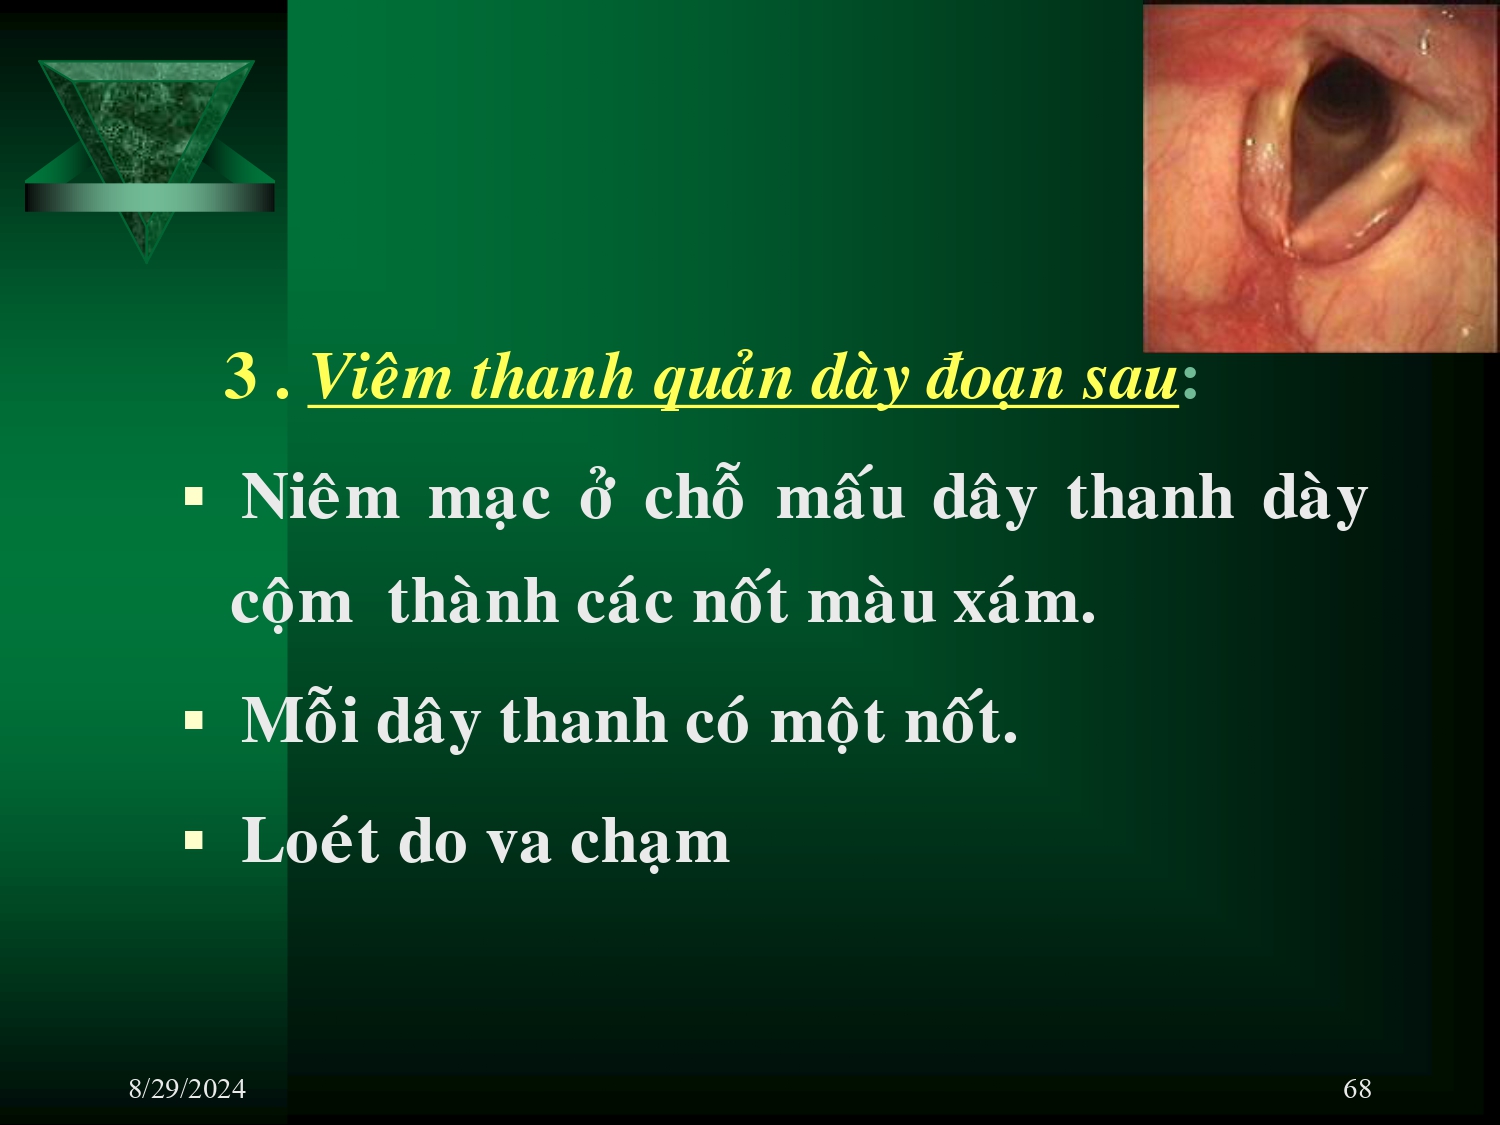 3 . Viêm thanh quản dày đoạn sau:
▪ Niêm mạc ở chỗ mấu dây thanh dày
cộm thành các nốt màu xám.
▪ Mỗi dây thanh có một nốt.
▪ Loét do va chạm
8/29/2024 68